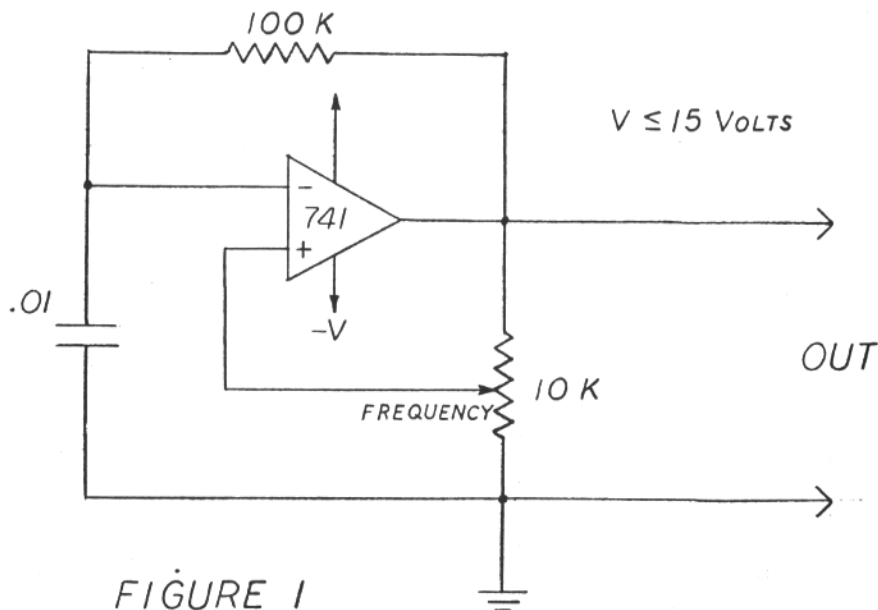 100 K
V ≤ 15 VOLTS
-
741
+
.01
-V
OUT
10 K
FREQUENCY
FIGURE 1